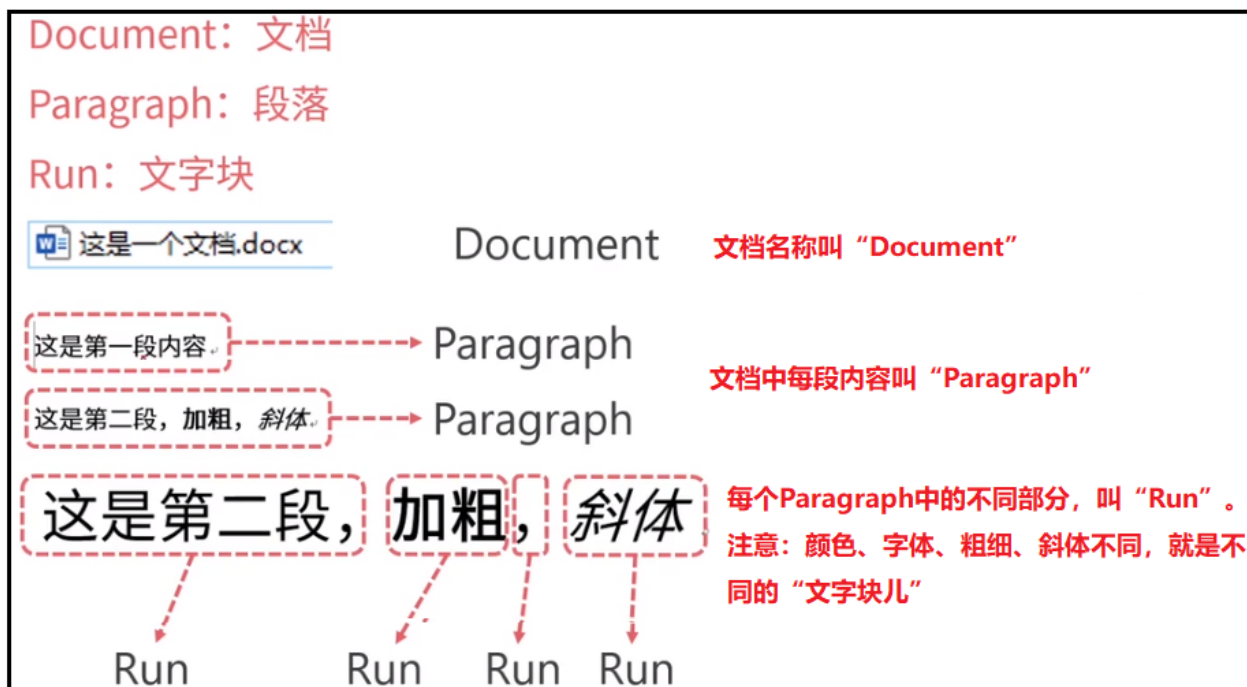 Document：文档
Paragraph：段落
Run：文字块
这是一个文档.docx
Document
文档名称叫“Document”
这是第一段内容
Paragraph
文档中每段内容叫“Paragraph”
这是第二段，加粗，斜体
Paragraph
这是第二段，加粗，斜体
每个Paragraph中的不同部分，叫“Run”。
注意：颜色、字体、粗细、斜体不同，就是不
同的“文字块儿”
Run
Run
Run
Run